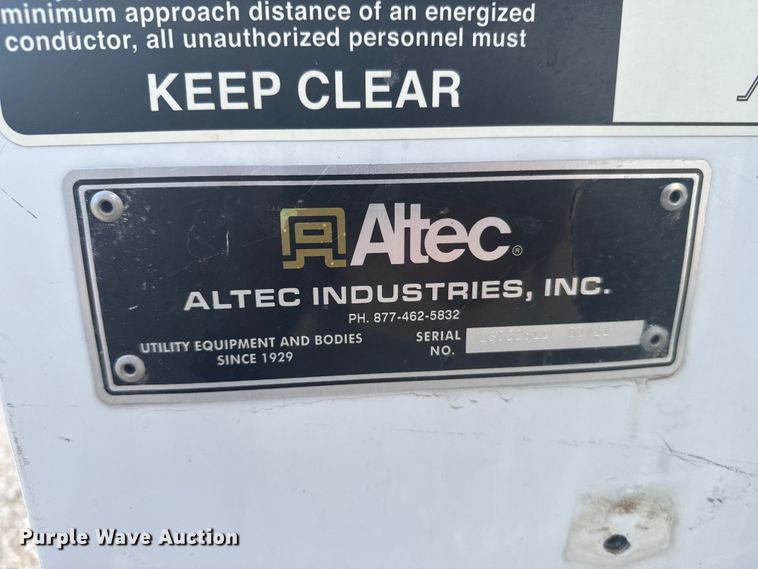 minimum approach distance of an energized
conductor, all unauthorized personnel must
KEEP CLEAR
Altec®
ALTEC INDUSTRIES, INC.
PH. 877-462-5832
UTILITY EQUIPMENT AND BODIES
SINCE 1929
SERIAL
NO.
Purple Wave Auction